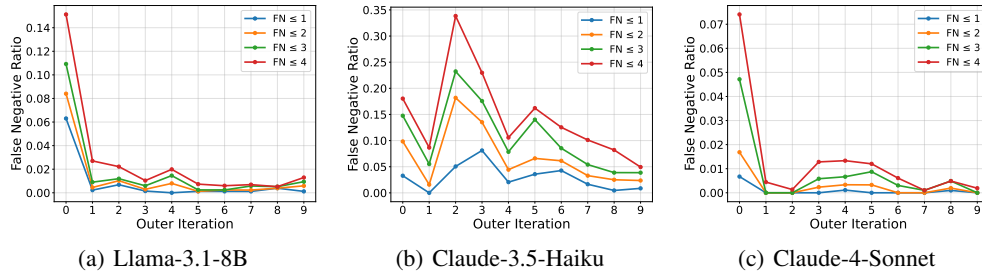 False Negative Ratio
0.14
0.12
0.10
0.08
0.06
0.04
0.02
0.00
0 1 2 3 4 5 6 7 8 9
Outer Iteration
FN ≤ 1
FN ≤ 2
FN ≤ 3
FN ≤ 4
(a) Llama-3.1-8B
False Negative Ratio
0.35
0.30
0.25
0.20
0.15
0.10
0.05
0.00
0 1 2 3 4 5 6 7 8 9
Outer Iteration
FN ≤ 1
FN ≤ 2
FN ≤ 3
FN ≤ 4
(b) Claude-3.5-Haiku
False Negative Ratio
0.07
0.06
0.05
0.04
0.03
0.01
0.00
0 1 2 3 4 5 6 7 8 9
Outer Iteration
FN ≤ 1
FN ≤ 2
FN ≤ 3
FN ≤ 4
(c) Claude-4-Sonnet